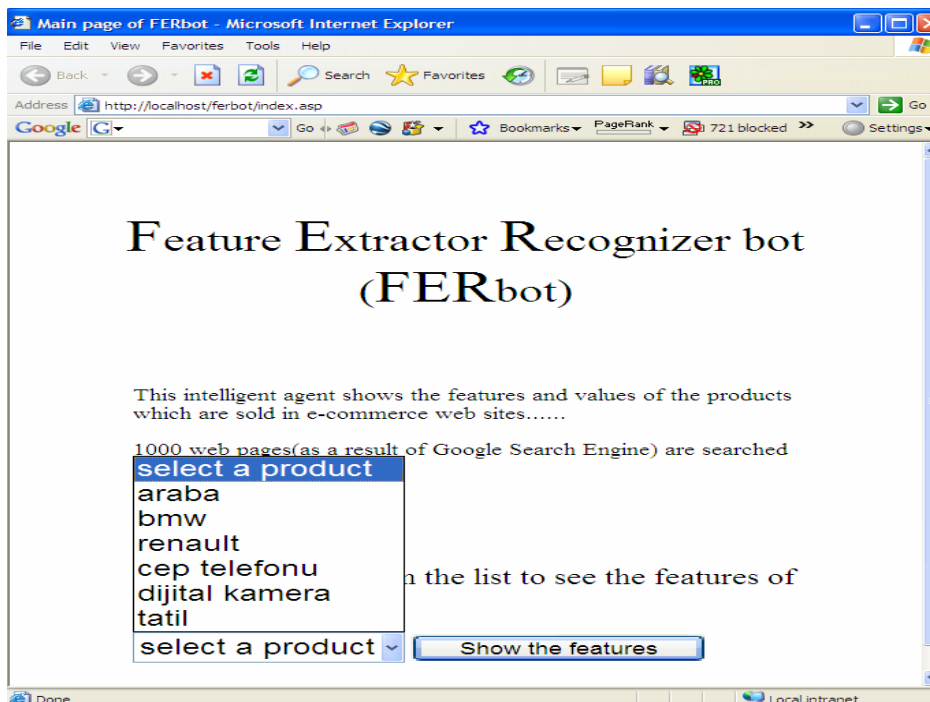 Main page of FERbot - Microsoft Internet Explorer
File Edit View Favorites Tools Help
Back Search Favorites PRO
Address http://localhost/ferbot/index.asp Go
Google G Go Bookmarks PageRank 721 blocked >> Settings
Feature Extractor Recognizer bot
(FERbot)
This intelligent agent shows the features and values of the products
which are sold in e-commerce web sites......
1000 web pages(as a result of Google Search Engine) are searched
select a product
araba
bmw
renault
cep telefonu
dijital kamera
tatil
the list to see the features of
select a product Show the features
Done Local intranet